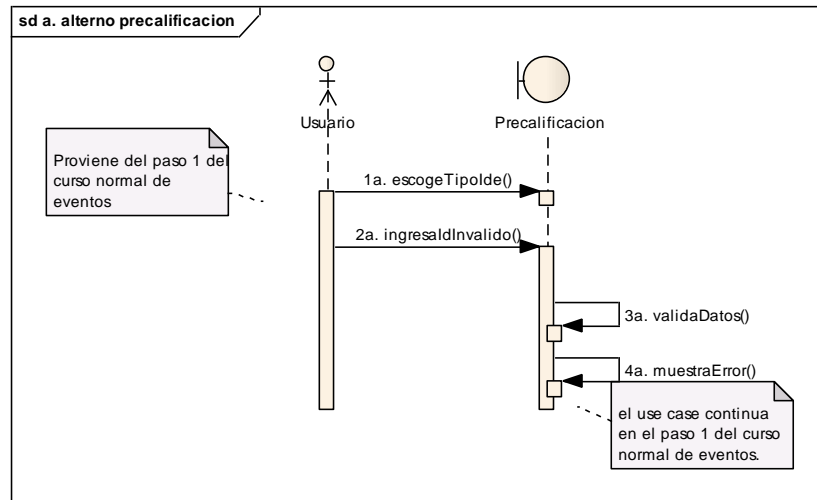 sd a. alterno precalificacion
Usuario
Precalificacion
Proviene del paso 1 del
curso normal de
eventos
1a. escogeTipoIde()
2a. ingresaIdInvalido()
3a. validaDatos()
4a. muestraError()
el use case continua
en el paso 1 del curso
normal de eventos.